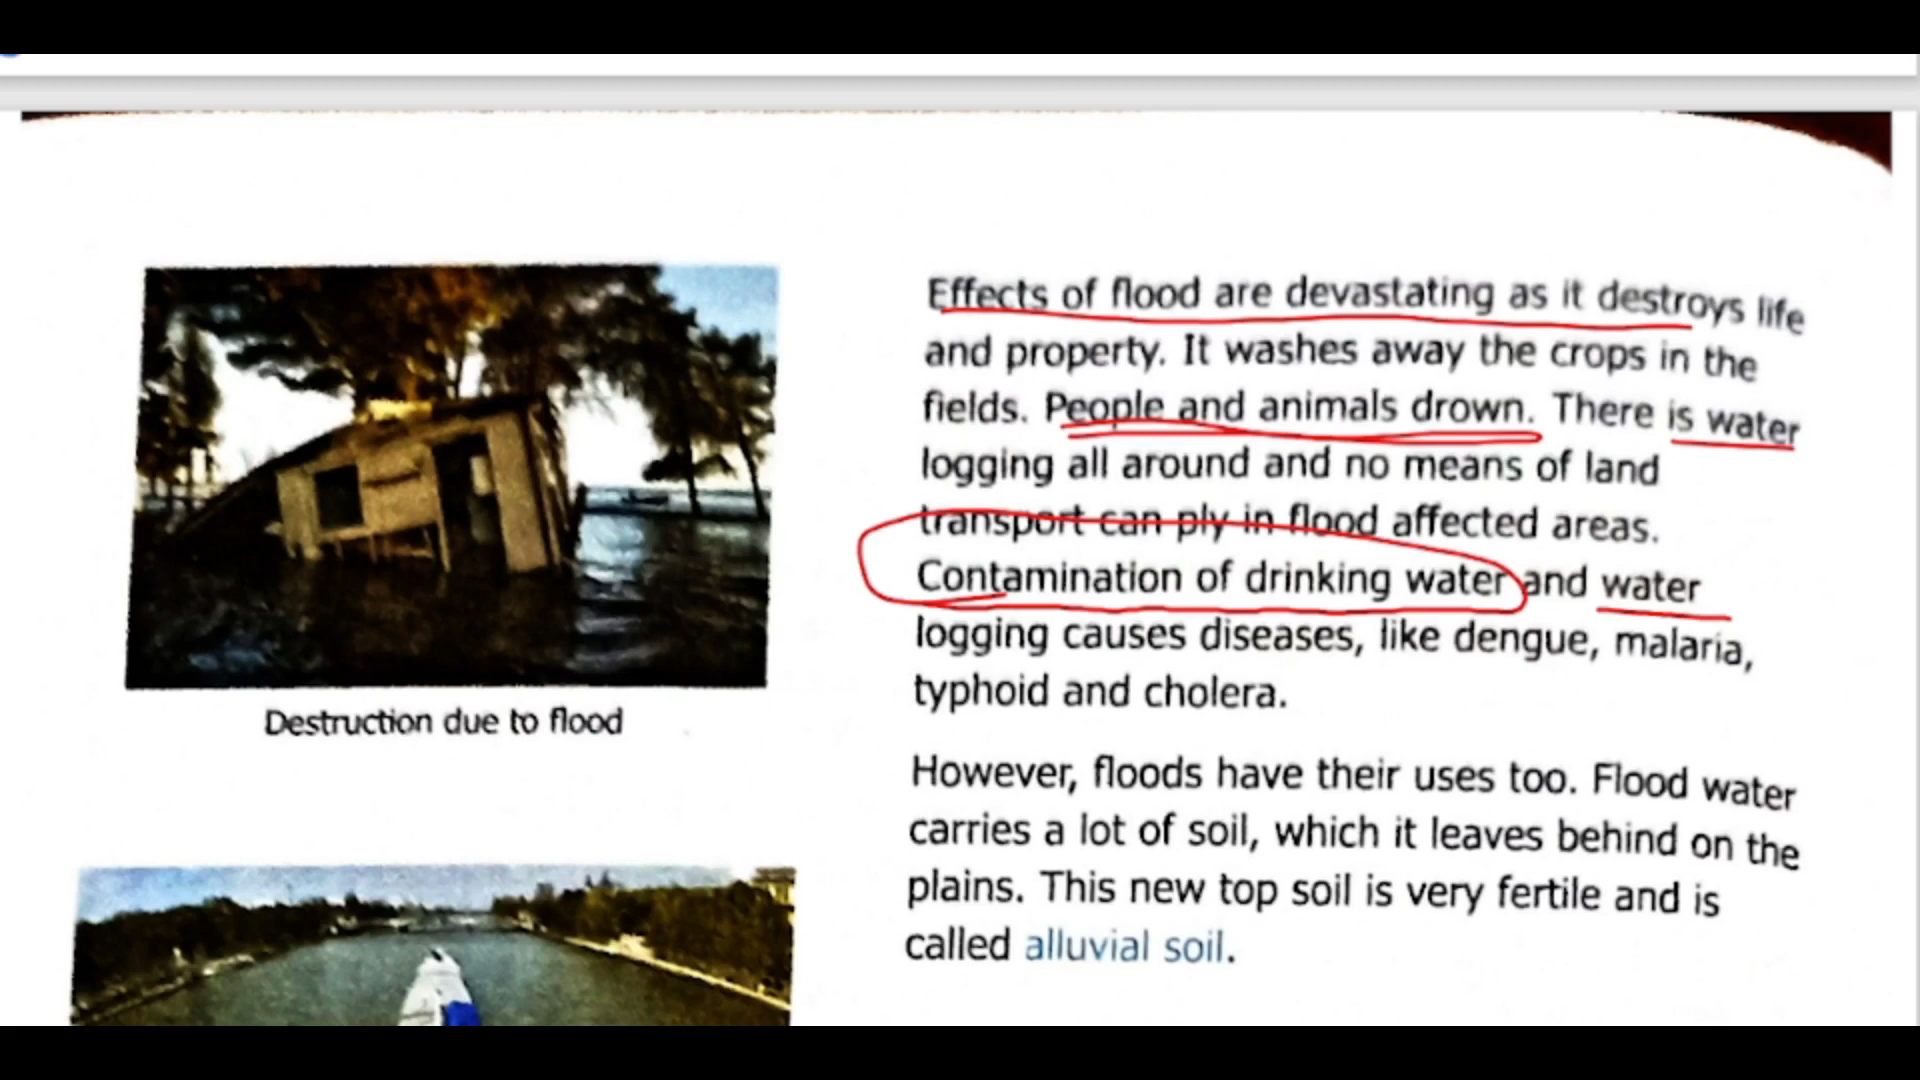 Effects of flood are devastating as it destroys life
and property. It washes away the crops in the
fields. People and animals drown. There is water
logging all around and no means of land
transport can ply in flood affected areas.
Contamination of drinking water and water
logging causes diseases, like dengue, malaria,
typhoid and cholera.
Destruction due to flood
However, floods have their uses too. Flood water
carries a lot of soil, which it leaves behind on the
plains. This new top soil is very fertile and is
called alluvial soil.